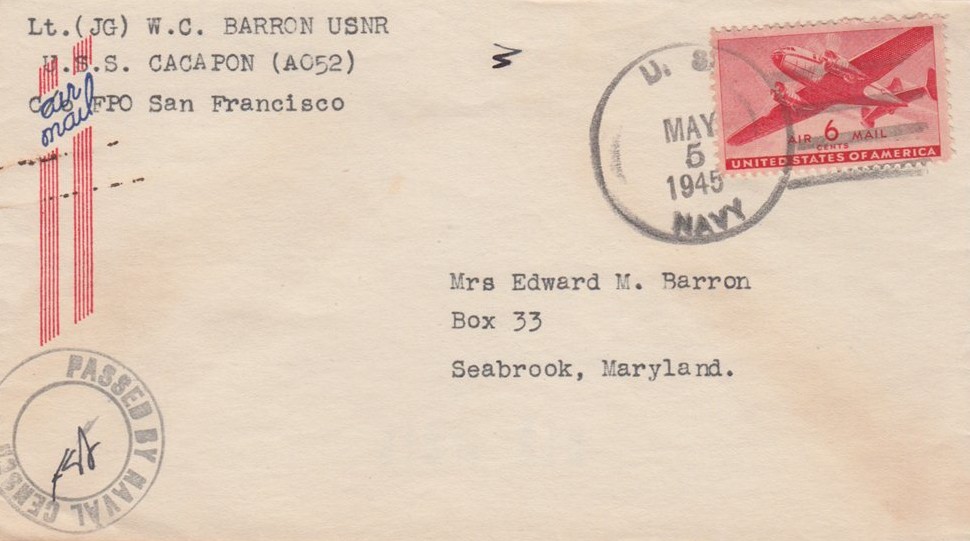 Lt.(JG) W.C. BARRON USNR
U.S.S. CACAPON (AO52)
C/O FPO San Francisco
air
mail
U. S.
MAY
5
1945
NAVY
AIR 6 MAIL
CENTS
UNITED STATES OF AMERICA
Mrs Edward M. Barron
Box 33
Seabrook, Maryland.
PASSED BY NAVAL CENSOR